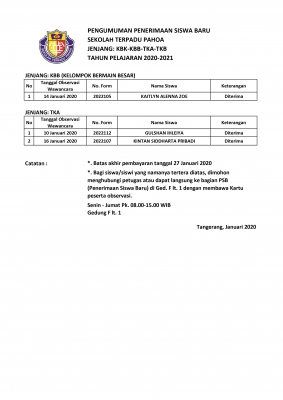 PENGUMUMAN PENERIMAAN SISWA BARU
SEKOLAH TERPADU PAHOA
JENJANG: KBK-KBB-TKA-TKB
TAHUN PELAJARAN 2020-2021
JENJANG: KBB (KELOMPOK BERMAIN BESAR)
No Tanggal Observasi Wawancara No. Form Nama Siswa Keterangan
1 14 Januari 2020 2022105 KAITLYN ALENNA ZOE Diterima
JENJANG: TKA
No Tanggal Observasi Wawancara No. Form Nama Siswa Keterangan
1 10 Januari 2020 2022112 GULSHAN Diterima
2 16 Januari 2020 2022107 KINTAN SIDDHARTA PRIBADI Diterima
Catatan : *. Batas akhir pembayaran tanggal 27 Januari 2020
*. Bagi siswa/siswi yang namanya tertera diatas, dimohon
menghubungi petugas atau dapat langsung ke bagian PSB
(Penerimaan Siswa Baru) di Ged. F lt. 1 dengan membawa Kartu
peserta observasi.
Senin - Jumat Pk. 08.00-15.00 WIB
Gedung F lt. 1
Tangerang, Januari 2020